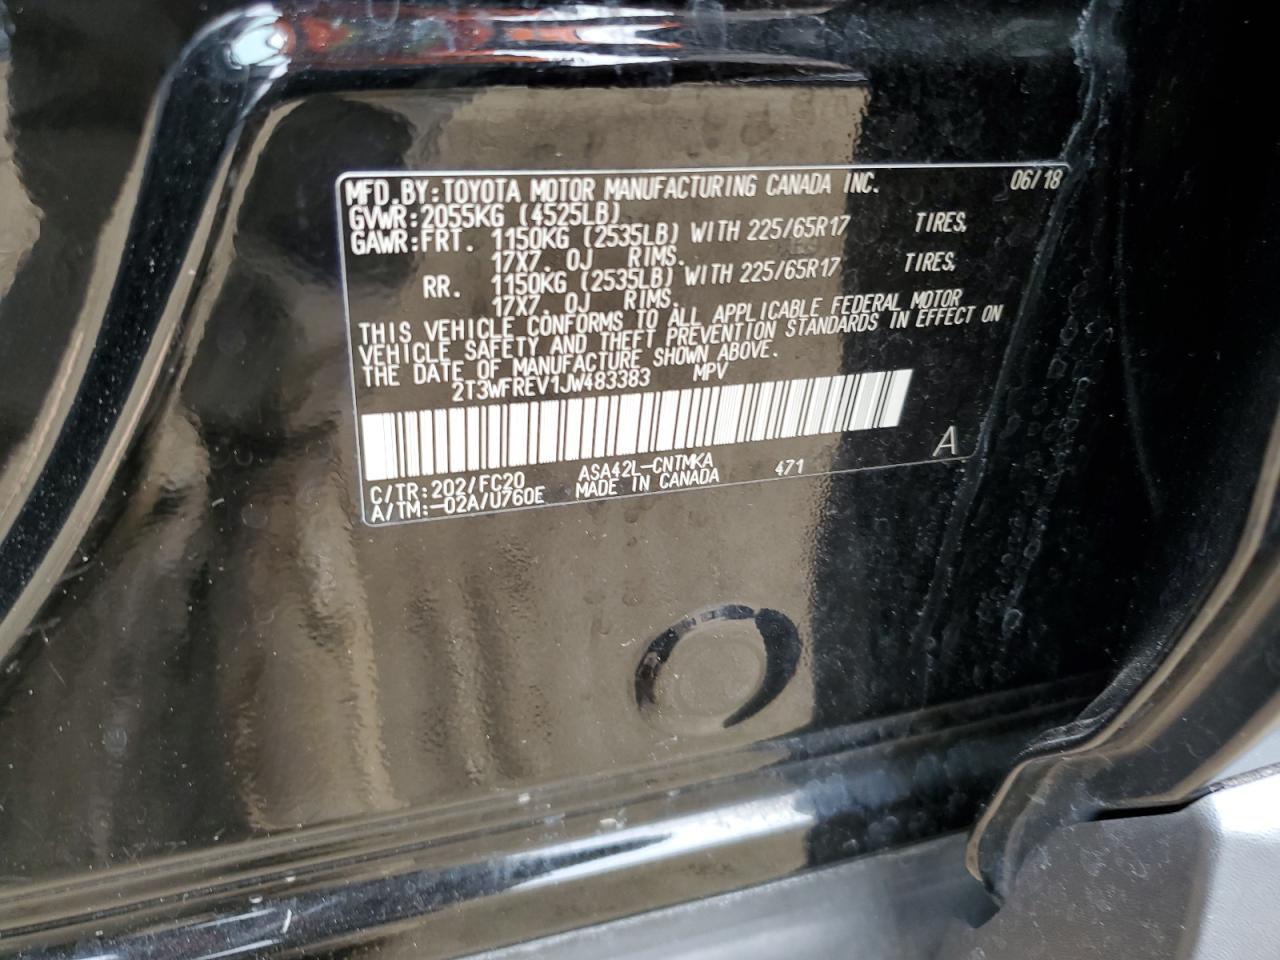 MFD.BY:TOYOTA MOTOR MANUFACTURING CANADA INC. 06/18
GVWR:2055KG (4525LB)
GAWR:FRT. 1150KG (2535LB) WITH 225/65R17 TIRES,
17X7.0J RIMS.
RR. 1150KG (2535LB) WITH 225/65R17 TIRES,
17X7.0J RIMS.
THIS VEHICLE CONFORMS TO ALL APPLICABLE FEDERAL MOTOR
VEHICLE SAFETY AND THEFT PREVENTION STANDARDS IN EFFECT ON
THE DATE OF MANUFACTURE SHOWN ABOVE.
2T3WFREV1JW483383 MPV
A
C/TR:202/FC20 ASA42L-CNTMKA 471
A/TM:-02A/U760E MADE IN CANADA